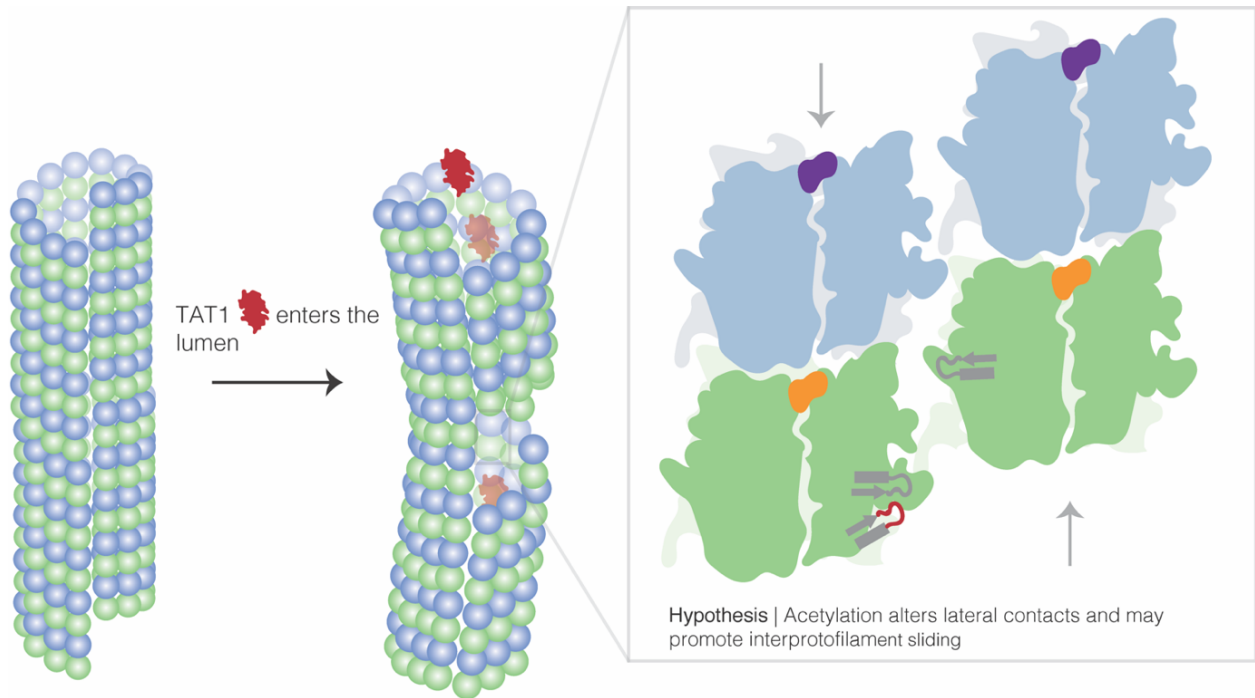 TAT1 enters the
lumen
Hypothesis | Acetylation alters lateral contacts and may
promote interprotofilament sliding